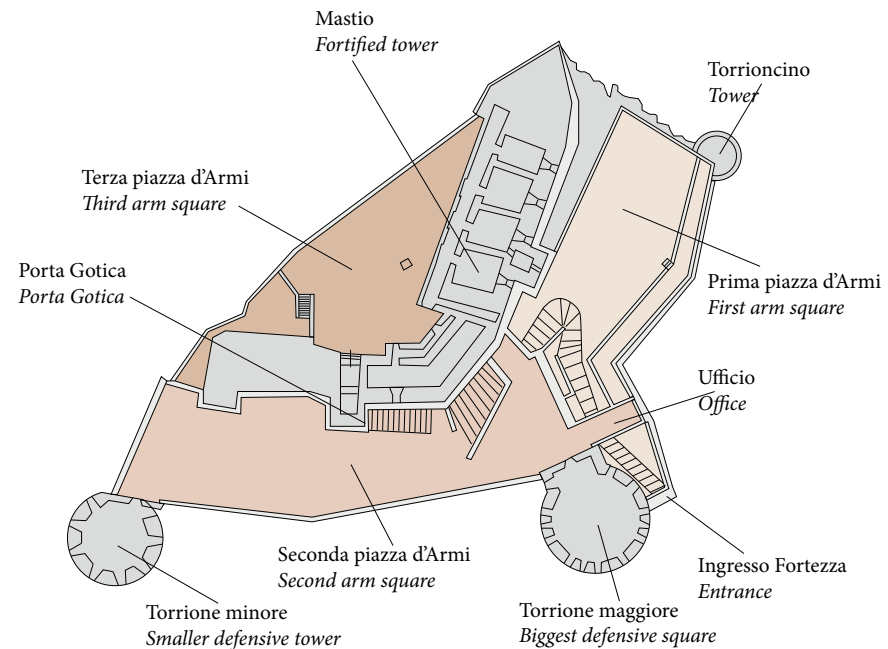 Mastio
Fortified tower
Torrioncino
Tower
Terza piazza d'Armi
Third arm square
Porta Gotica
Porta Gotica
Prima piazza d'Armi
First arm square
Ufficio
Office
Seconda piazza d'Armi
Second arm square
Ingresso Fortezza
Entrance
Torrione minore
Smaller defensive tower
Torrione maggiore
Biggest defensive square